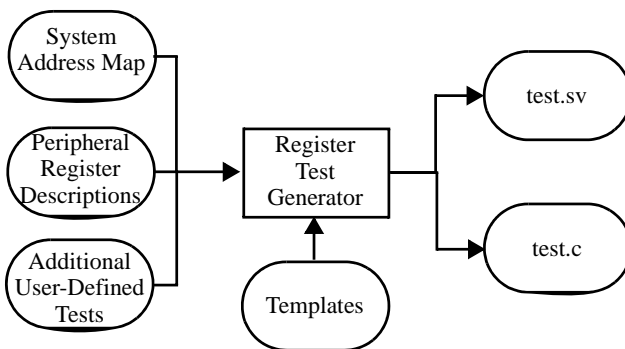 System
Address Map
Peripheral
Register
Descriptions
Additional
User-Defined
Tests
Register
Test
Generator
Templates
test.sv
test.c